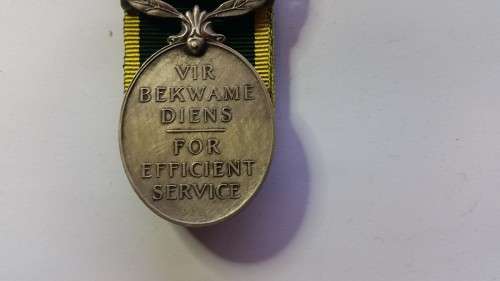 VIR
BEKWAME
DIENS
FOR
EFFICIENT
SERVICE